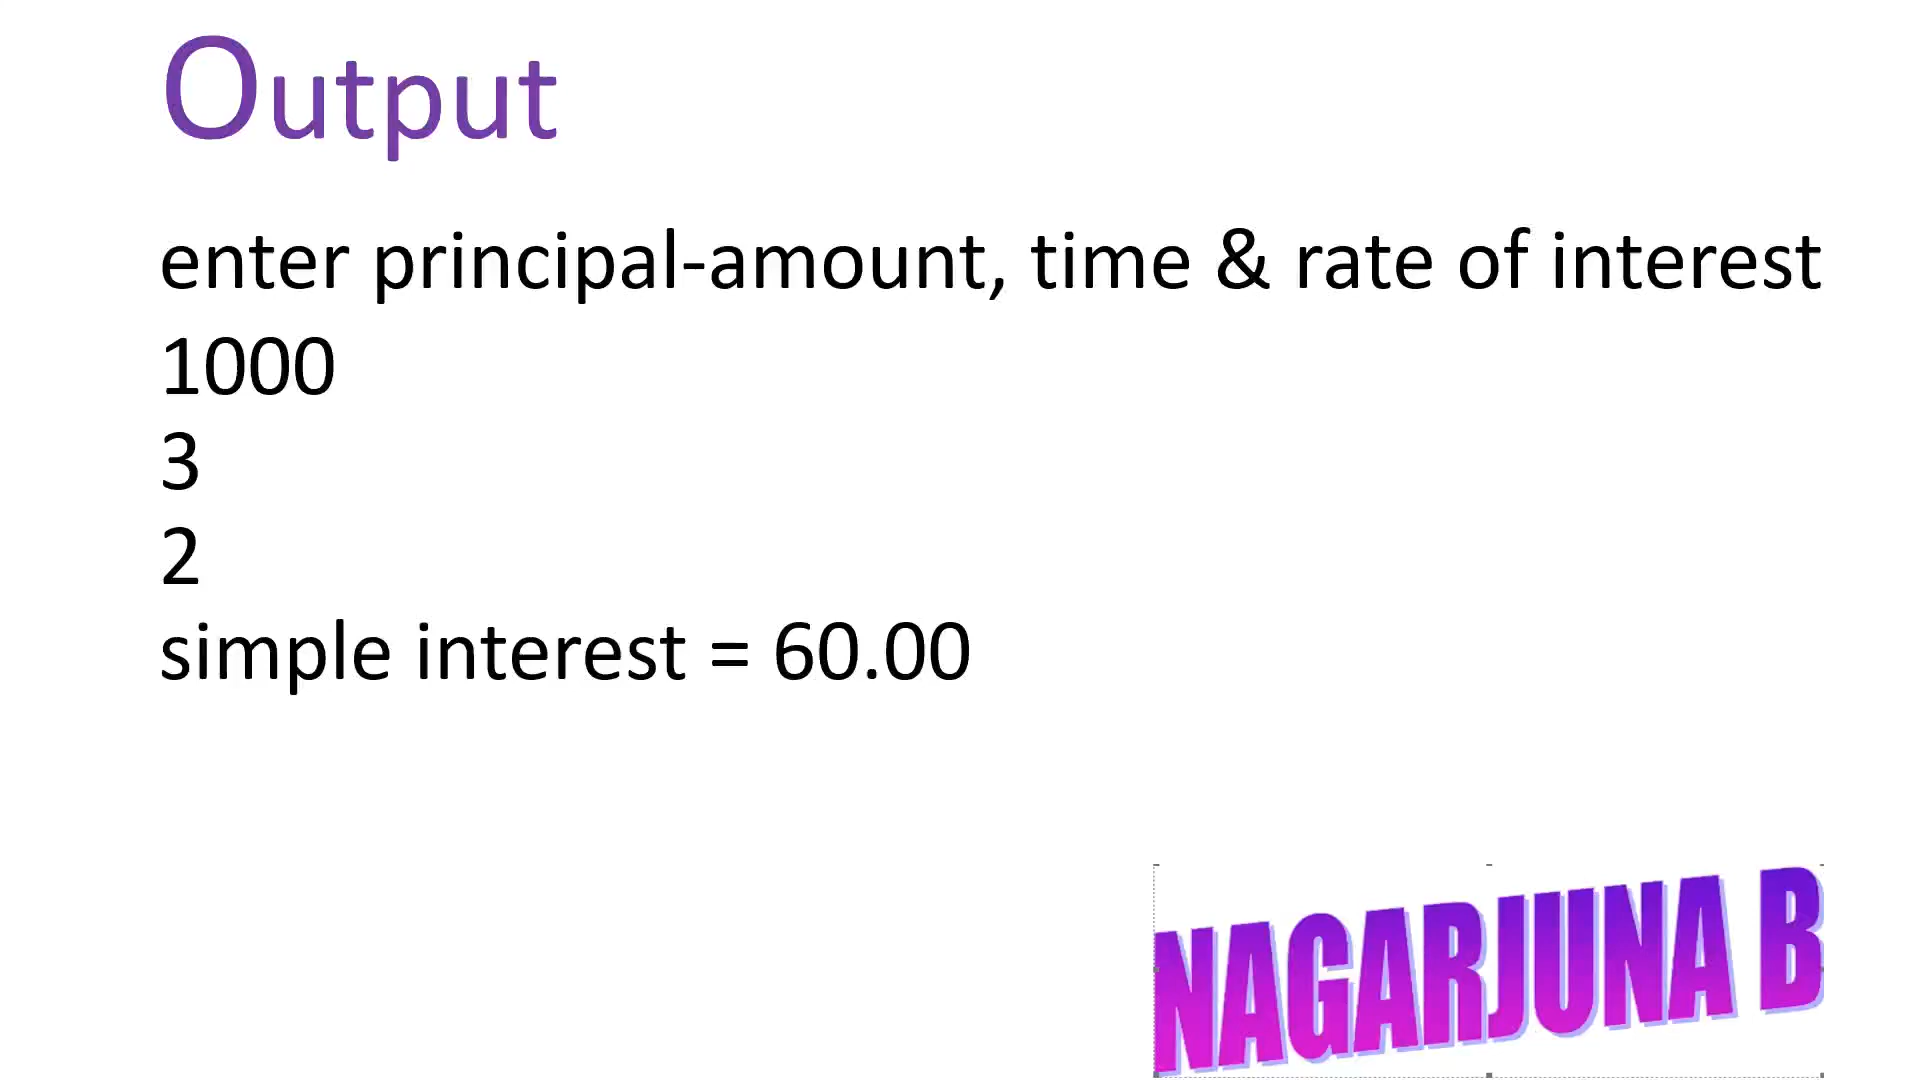 Output
enter principal-amount, time & rate of interest
1000
3
2
simple interest = 60.00
NAGARJUNA B